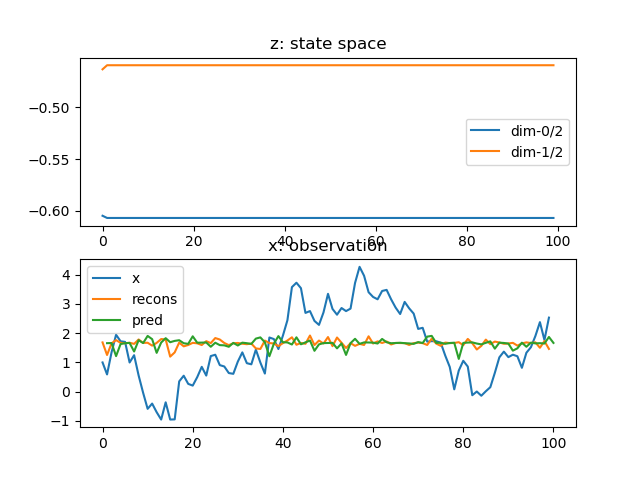 z: state space
−0.50
−0.55
−0.60
dim-0/2
dim-1/2
0 20 40 60 80 100
x: observation
4
3
2
1
0
−1
x
recons
pred
0 20 40 60 80 100